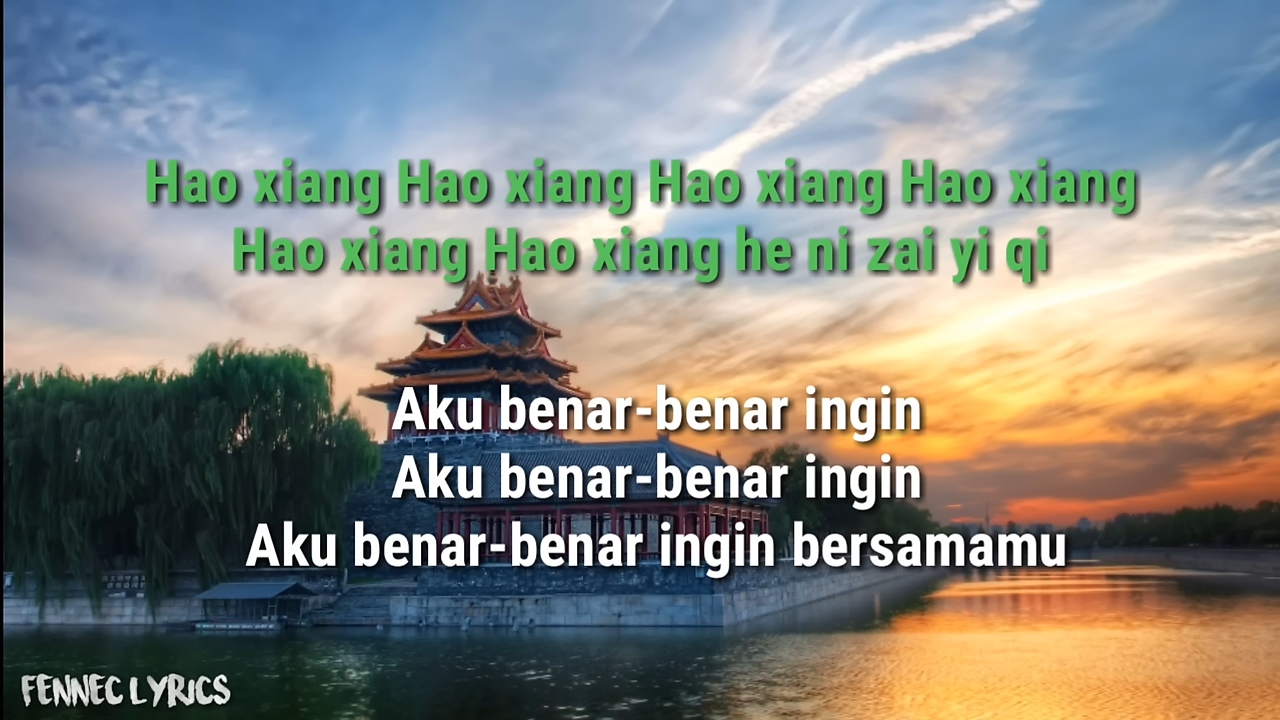 Hao xiang Hao xiang Hao xiang Hao xiang
Hao xiang Hao xiang he ni zai yi qi
Aku benar-benar ingin
Aku benar-benar ingin
Aku benar-benar ingin bersamamu
FENNEC LYRICS